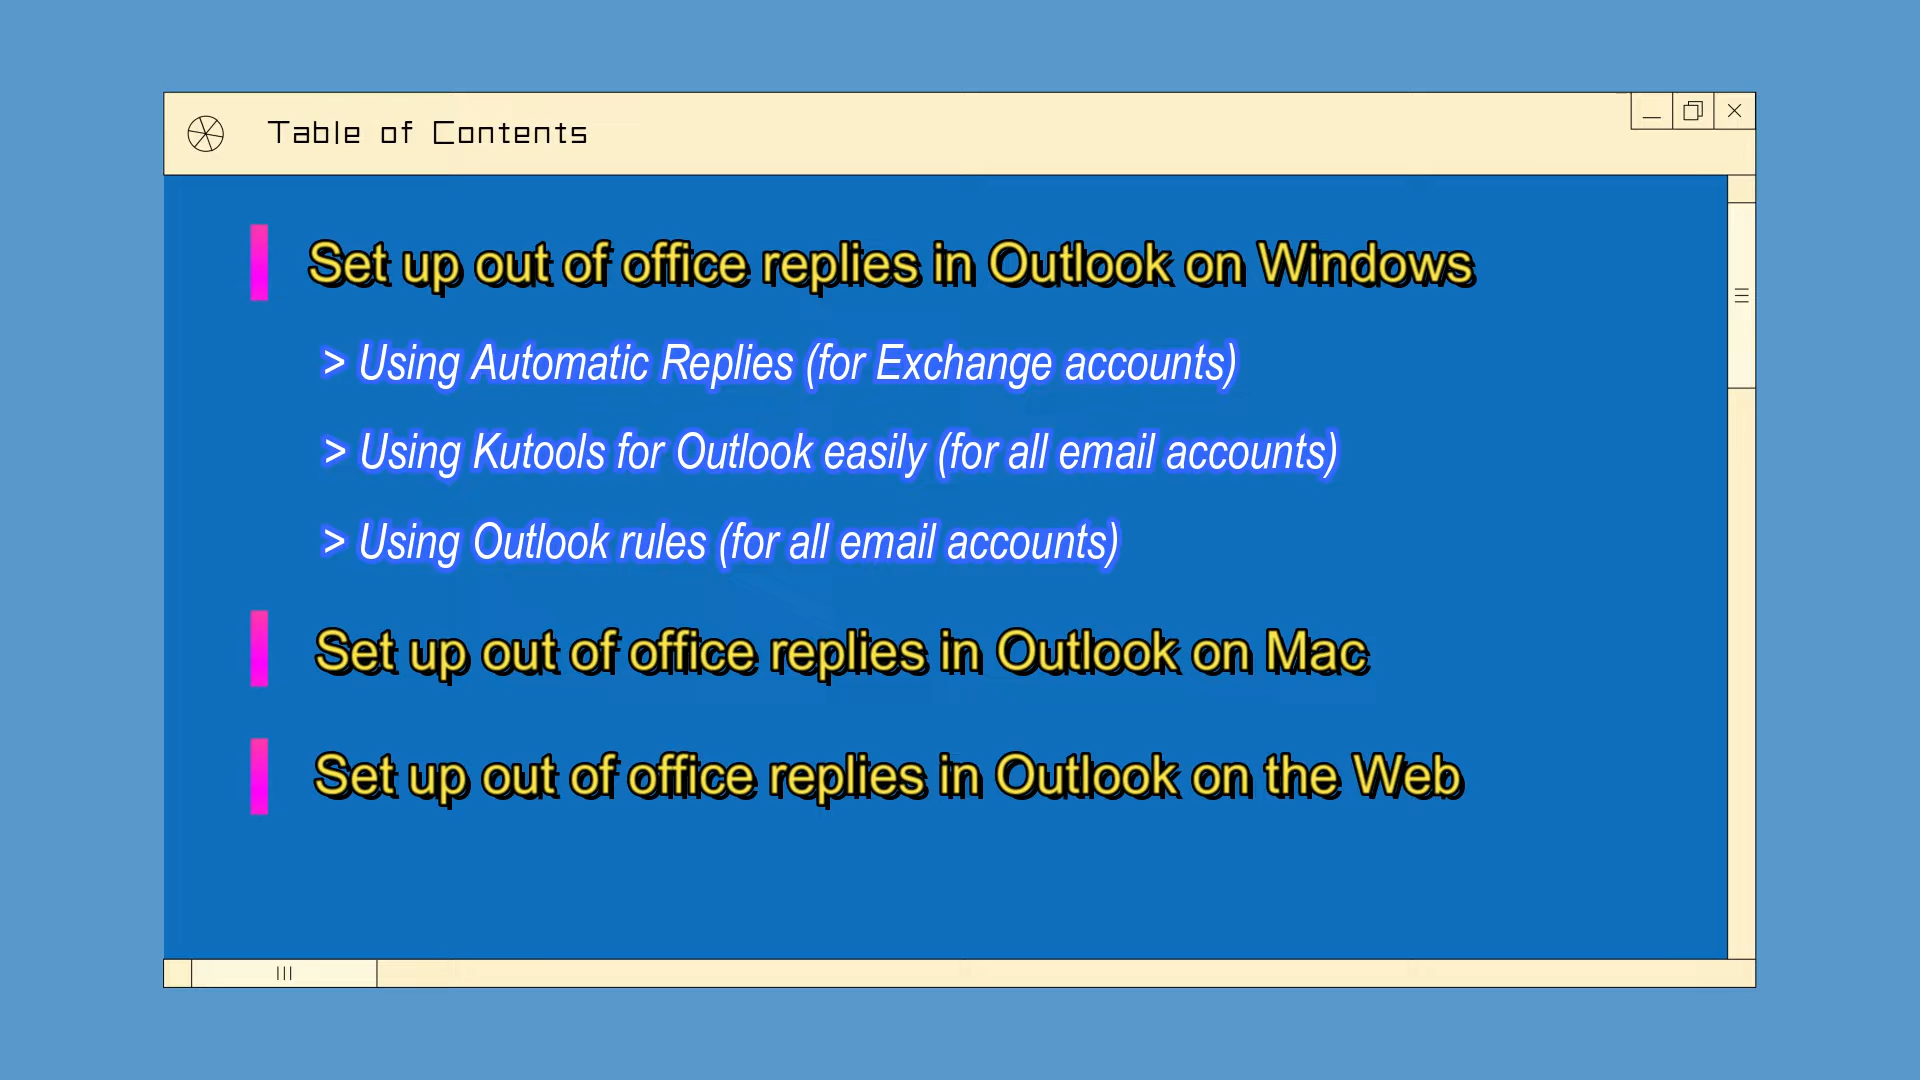 Table of Contents
Set up out of office replies in Outlook on Windows
> Using Automatic Replies (for Exchange accounts)
> Using Kutools for Outlook easily (for all email accounts)
> Using Outlook rules (for all email accounts)
Set up out of office replies in Outlook on Mac
Set up out of office replies in Outlook on the Web